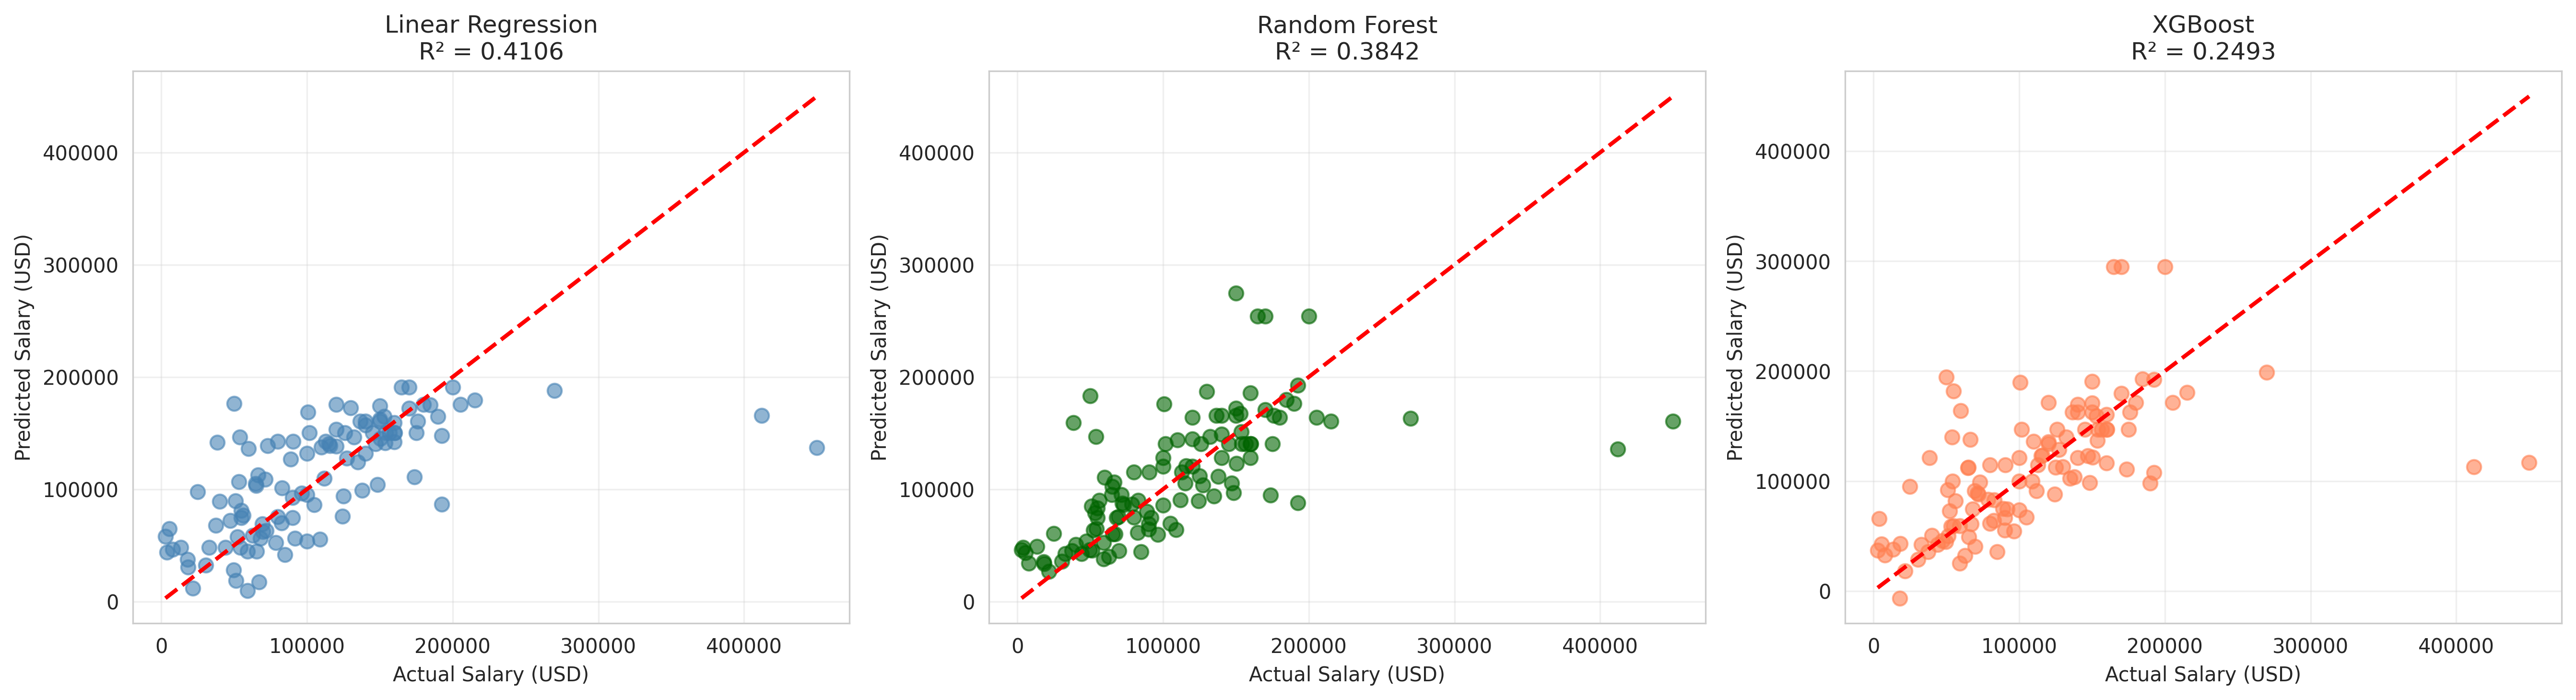 Linear Regression
R² = 0.4106
Predicted Salary (USD)
400000
300000
200000
100000
0
0 100000 200000 300000 400000
Actual Salary (USD)
Random Forest
R² = 0.3842
Predicted Salary (USD)
400000
300000
200000
100000
0
0 100000 200000 300000 400000
Actual Salary (USD)
XGBoost
R² = 0.2493
Predicted Salary (USD)
400000
300000
200000
100000
0
0 100000 200000 300000 400000
Actual Salary (USD)